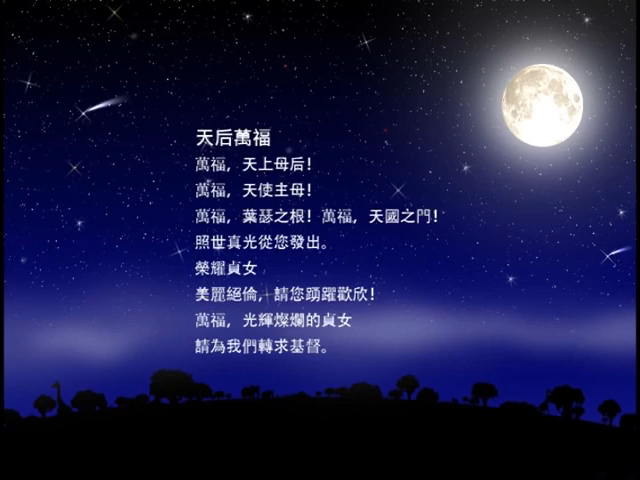 天后萬福
萬福，天上母后！
萬福，天使主母！
萬福，葉瑟之根！萬福，天國之門！
照世真光從您發出。
榮耀貞女
美麗絕倫，請您踴躍歡欣！
萬福，光輝燦爛的貞女
請為我們轉求基督。